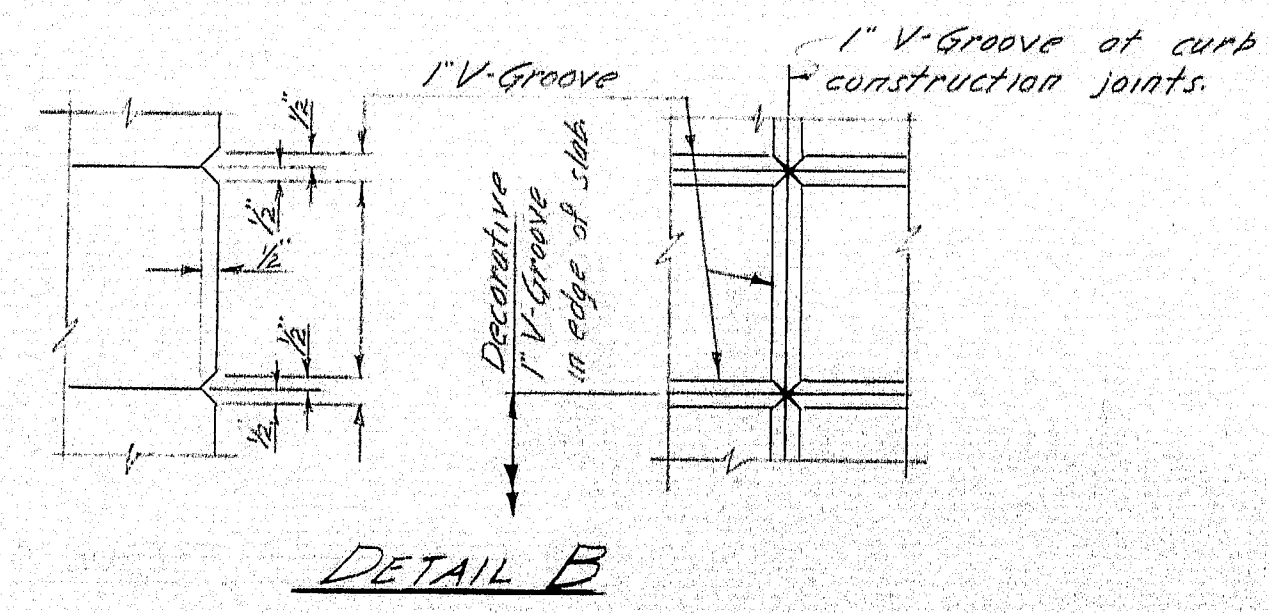 1" V-Groove at curb
construction joints.
1" V-Groove
1/2"
1/2"
1/2"
1/2"
1/2"
Decorative
1" V-Groove
in edge of slab.
DETAIL B